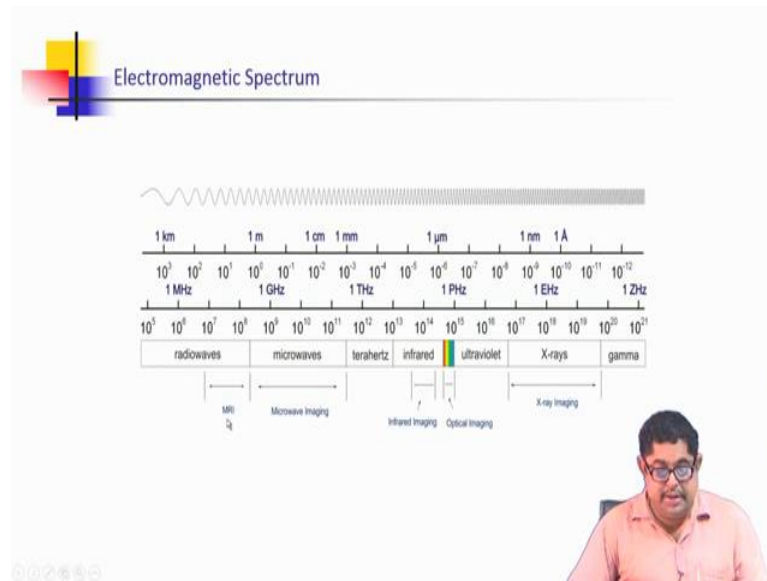 Electromagnetic Spectrum
1 km 1 m 1 cm 1 mm 1 µm 1 nm 1 Å
10³ 10² 10¹ 10⁰ 10⁻¹ 10⁻² 10⁻³ 10⁻⁴ 10⁻⁵ 10⁻⁶ 10⁻⁷ 10⁻⁸ 10⁻⁹ 10⁻¹⁰ 10⁻¹¹ 10⁻¹²
1 MHz 1 GHz 1 THz 1 PHz 1 EHz 1 ZHz
10⁵ 10⁶ 10⁷ 10⁸ 10⁹ 10¹⁰ 10¹¹ 10¹² 10¹³ 10¹⁴ 10¹⁵ 10¹⁶ 10¹⁷ 10¹⁸ 10¹⁹ 10²⁰ 10²¹
radiowaves microwaves terahertz infrared ultraviolet X-rays gamma
MRI Microwave Imaging Infrared Imaging Optical Imaging X-ray Imaging